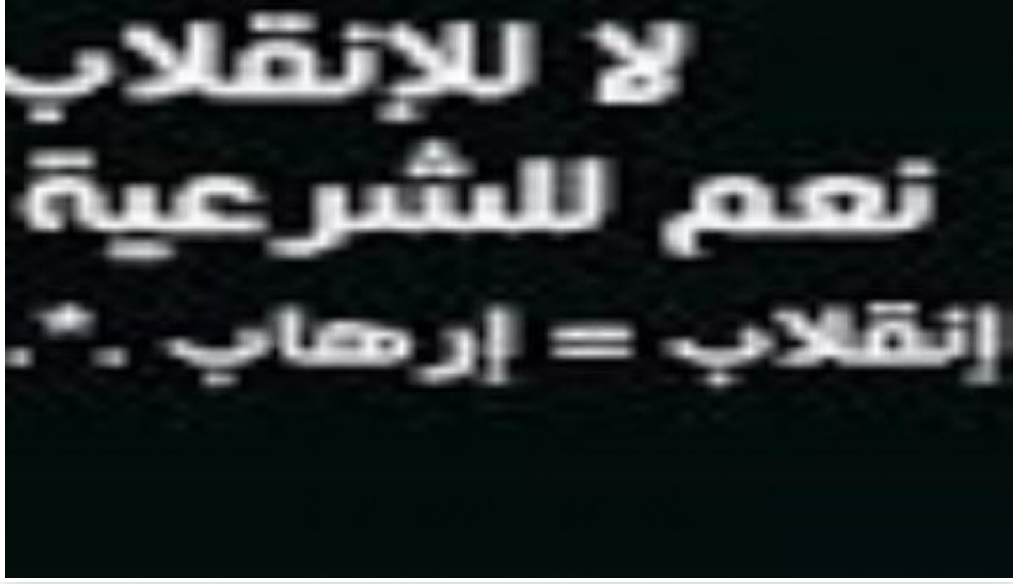 لا للإنقلاب
نعم للشرعية
إنقلاب = إرهاب .*.